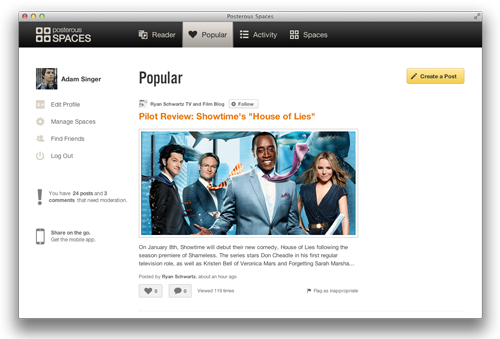 Posterous Spaces
posterous
SPACES
Reader
Popular
Activity
Spaces
Adam Singer
Edit Profile
Manage Spaces
Find Friends
Log Out
You have 24 posts and 3
comments that need moderation.
Share on the go.
Get the mobile app.
Popular
Create a Post
Ryan Schwartz TV and Film Blog
Follow
Pilot Review: Showtime's "House of Lies"
On January 8th, Showtime will debut their new comedy, House of Lies following the
season premiere of Shameless. The series stars Don Cheadle in his first regular
television role, as well as Kristen Bell of Veronica Mars and Forgetting Sarah Marsha...
Posted by Ryan Schwartz, about an hour ago
0
0
Viewed 119 times
Flag as inappropriate